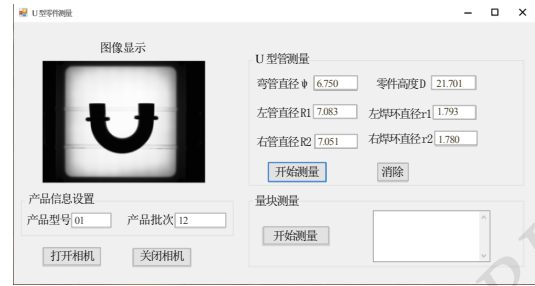 U 型零件测量
图像显示
U 型管测量
弯管直径 ψ 6.750 零件高度D 21.701
左管直径R1 7.083 左焊环直径r1 1.793
右管直径R2 7.051 右焊环直径r2 1.780
开始测量 消除
产品信息设置
产品型号 01 产品批次 12
打开相机 关闭相机
量块测量
开始测量